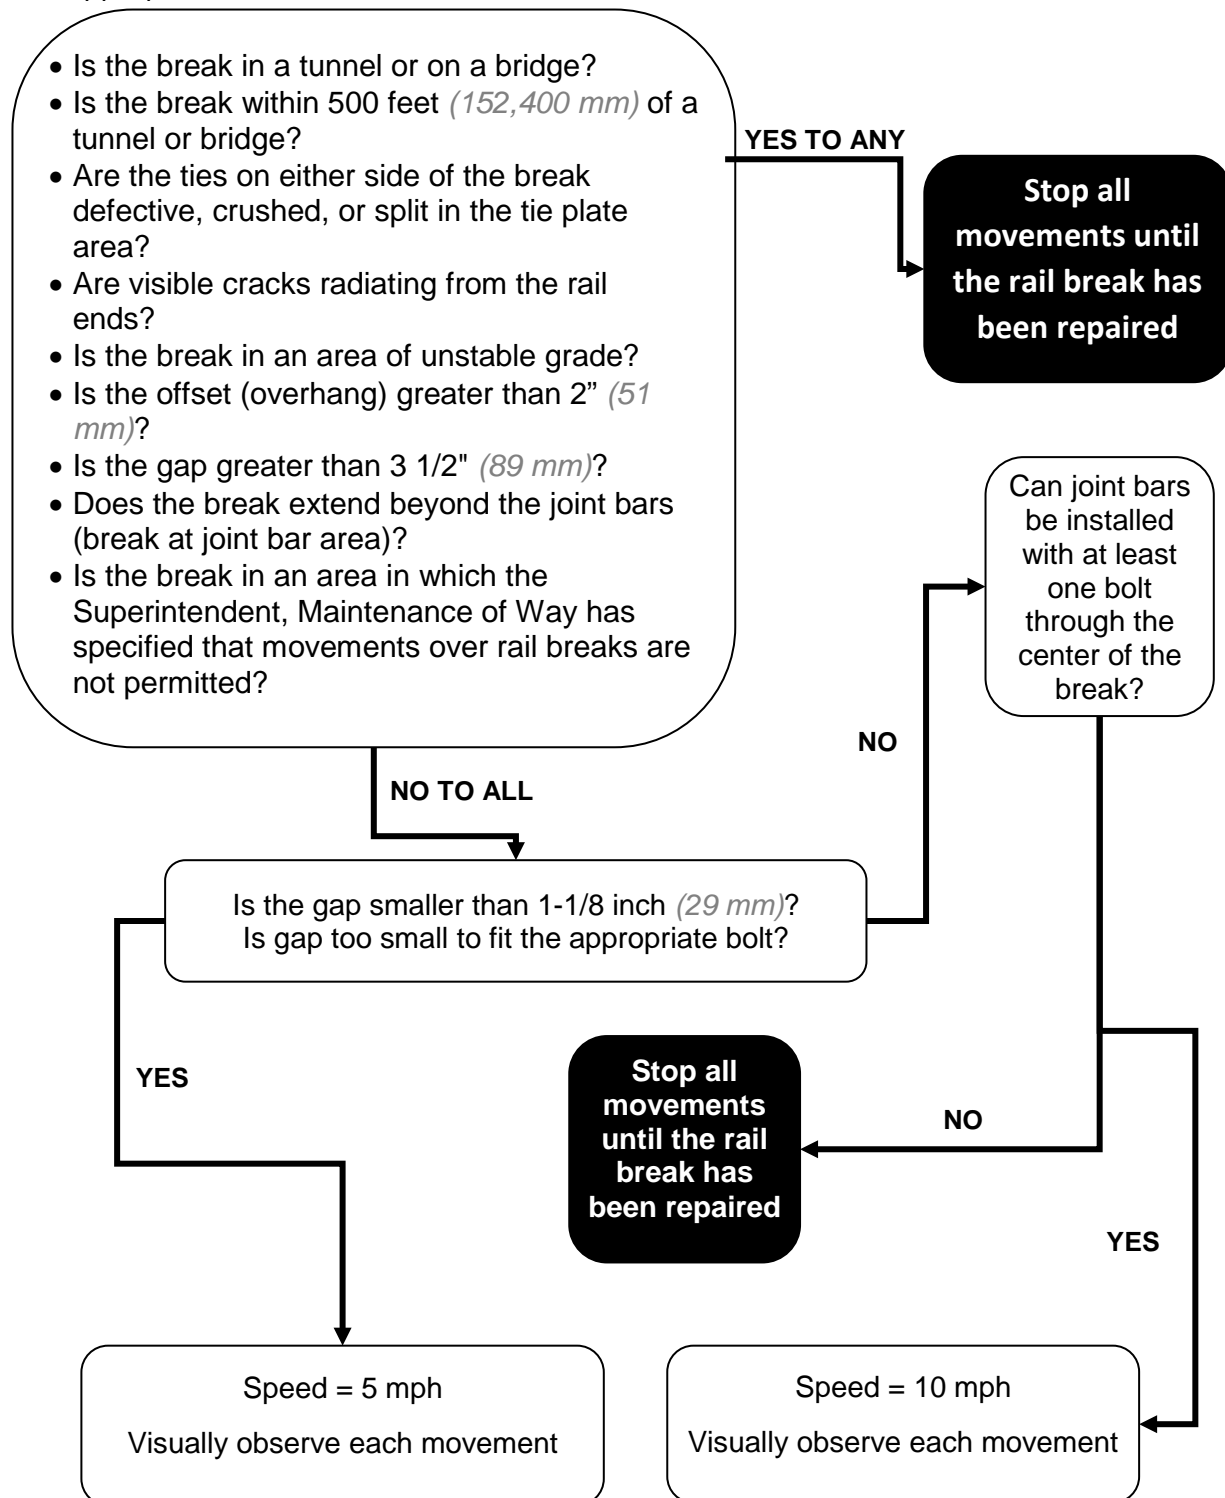 • Is the break in a tunnel or on a bridge?
• Is the break within 500 feet (152,400 mm) of a
tunnel or bridge?
• Are the ties on either side of the break
defective, crushed, or split in the tie plate
area?
• Are visible cracks radiating from the rail
ends?
• Is the break in an area of unstable grade?
• Is the offset (overhang) greater than 2” (51
mm)?
• Is the gap greater than 3 1/2" (89 mm)?
• Does the break extend beyond the joint bars
(break at joint bar area)?
• Is the break in an area in which the
Superintendent, Maintenance of Way has
specified that movements over rail breaks are
not permitted?
YES TO ANY
Stop all
movements until
the rail break has
been repaired
NO TO ALL
Is the gap smaller than 1-1/8 inch (29 mm)?
Is gap too small to fit the appropriate bolt?
NO
Can joint bars
be installed
with at least
one bolt
through the
center of the
break?
YES
Stop all
movements
until the rail
break has
been repaired
NO
YES
Speed = 5 mph
Visually observe each movement
Speed = 10 mph
Visually observe each movement